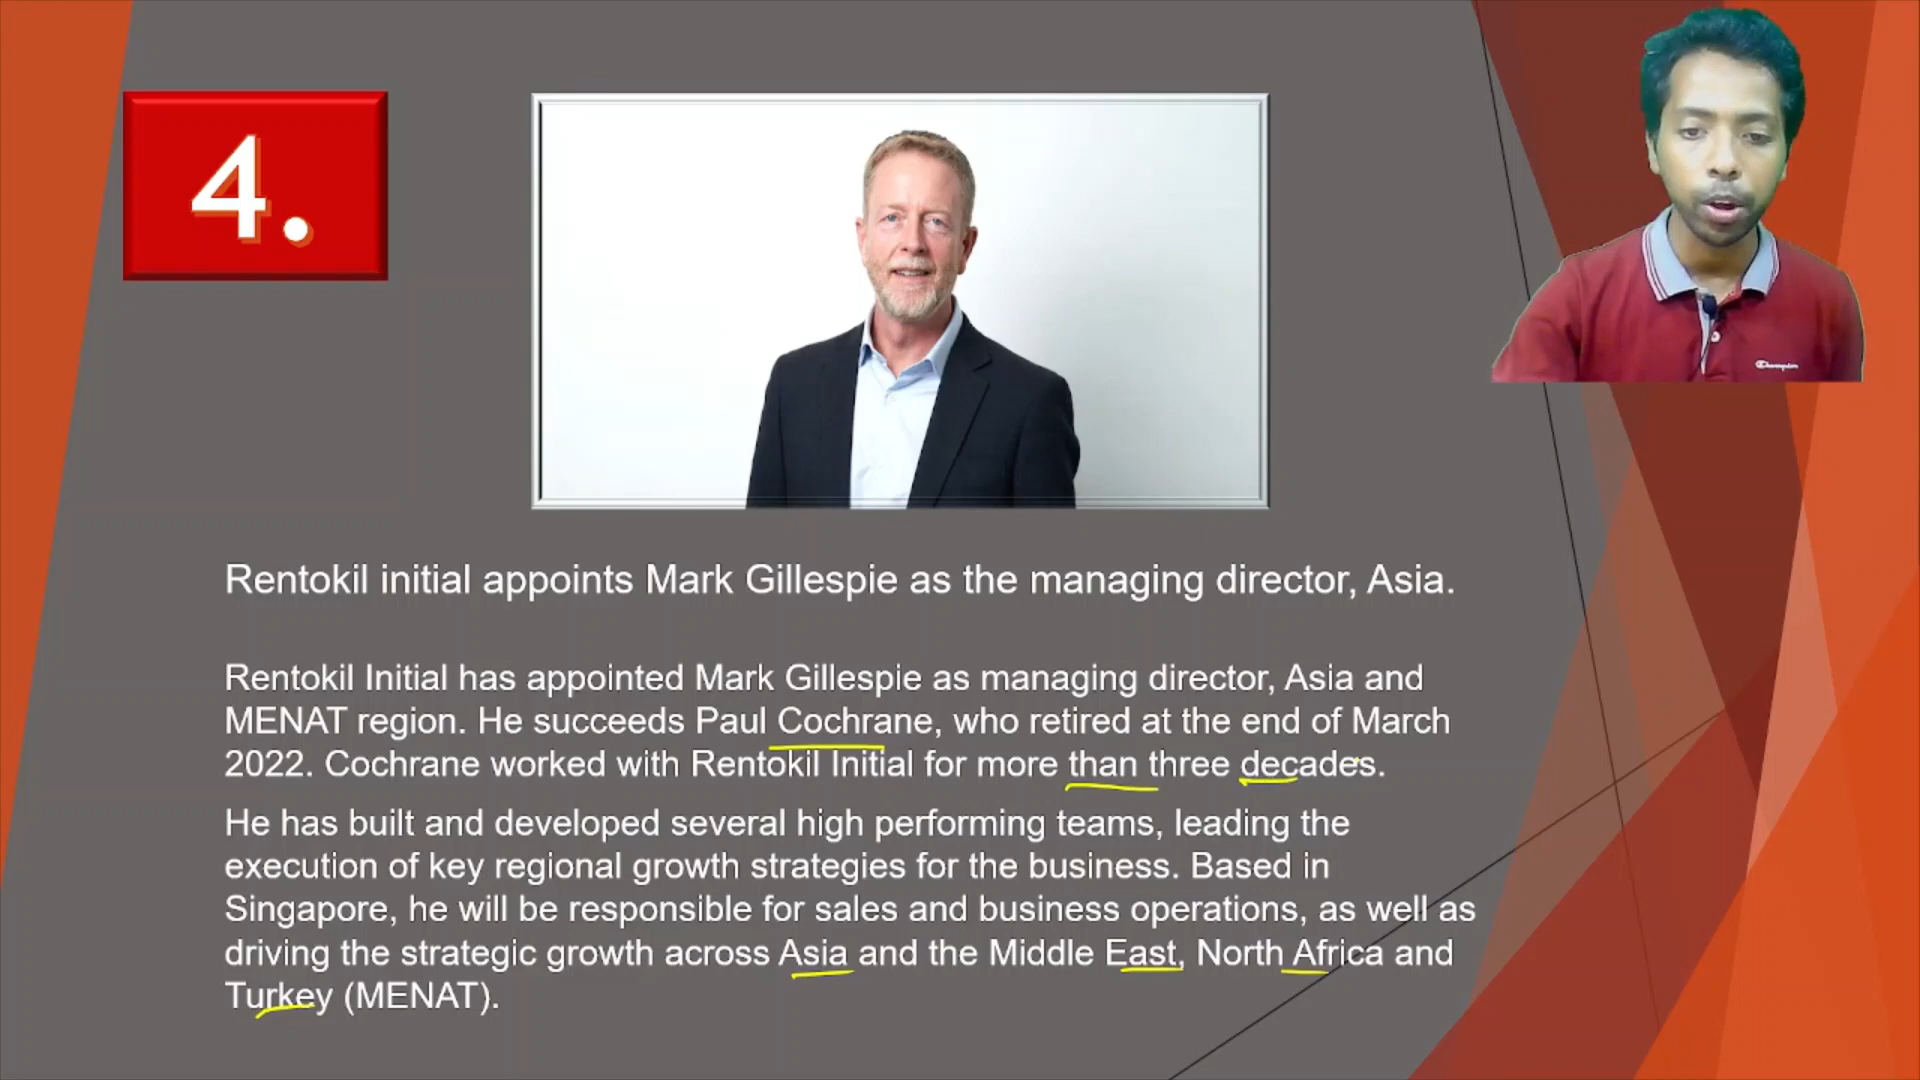 4.
Champion
Rentokil initial appoints Mark Gillespie as the managing director, Asia.
Rentokil Initial has appointed Mark Gillespie as managing director, Asia and
MENAT region. He succeeds Paul Cochrane, who retired at the end of March
2022. Cochrane worked with Rentokil Initial for more than three decades.
He has built and developed several high performing teams, leading the
execution of key regional growth strategies for the business. Based in
Singapore, he will be responsible for sales and business operations, as well as
driving the strategic growth across Asia and the Middle East, North Africa and
Turkey (MENAT).